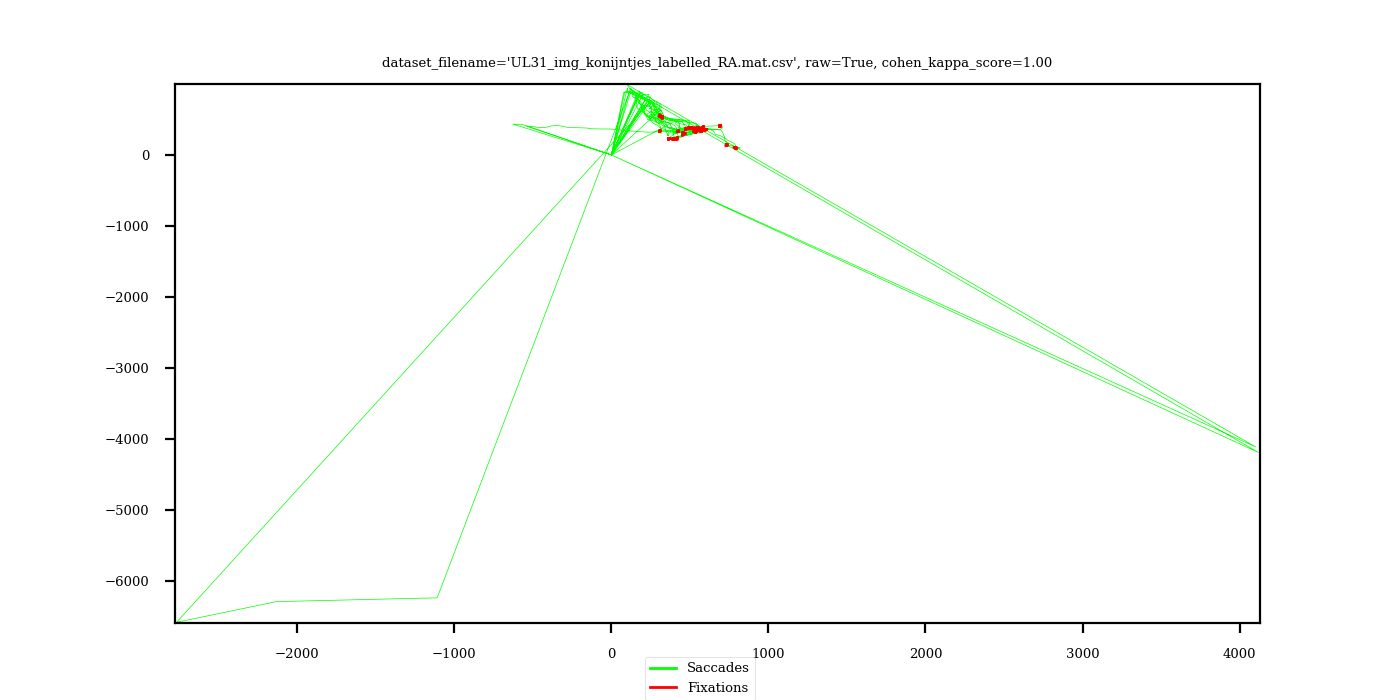 dataset_filename='UL31_img_konijntjes_labelled_RA.mat.csv', raw=True, cohen_kappa_score=1.00
0
−1000
−2000
−3000
−4000
−5000
−6000
−2000 −1000 0 1000 2000 3000 4000
Saccades
Fixations